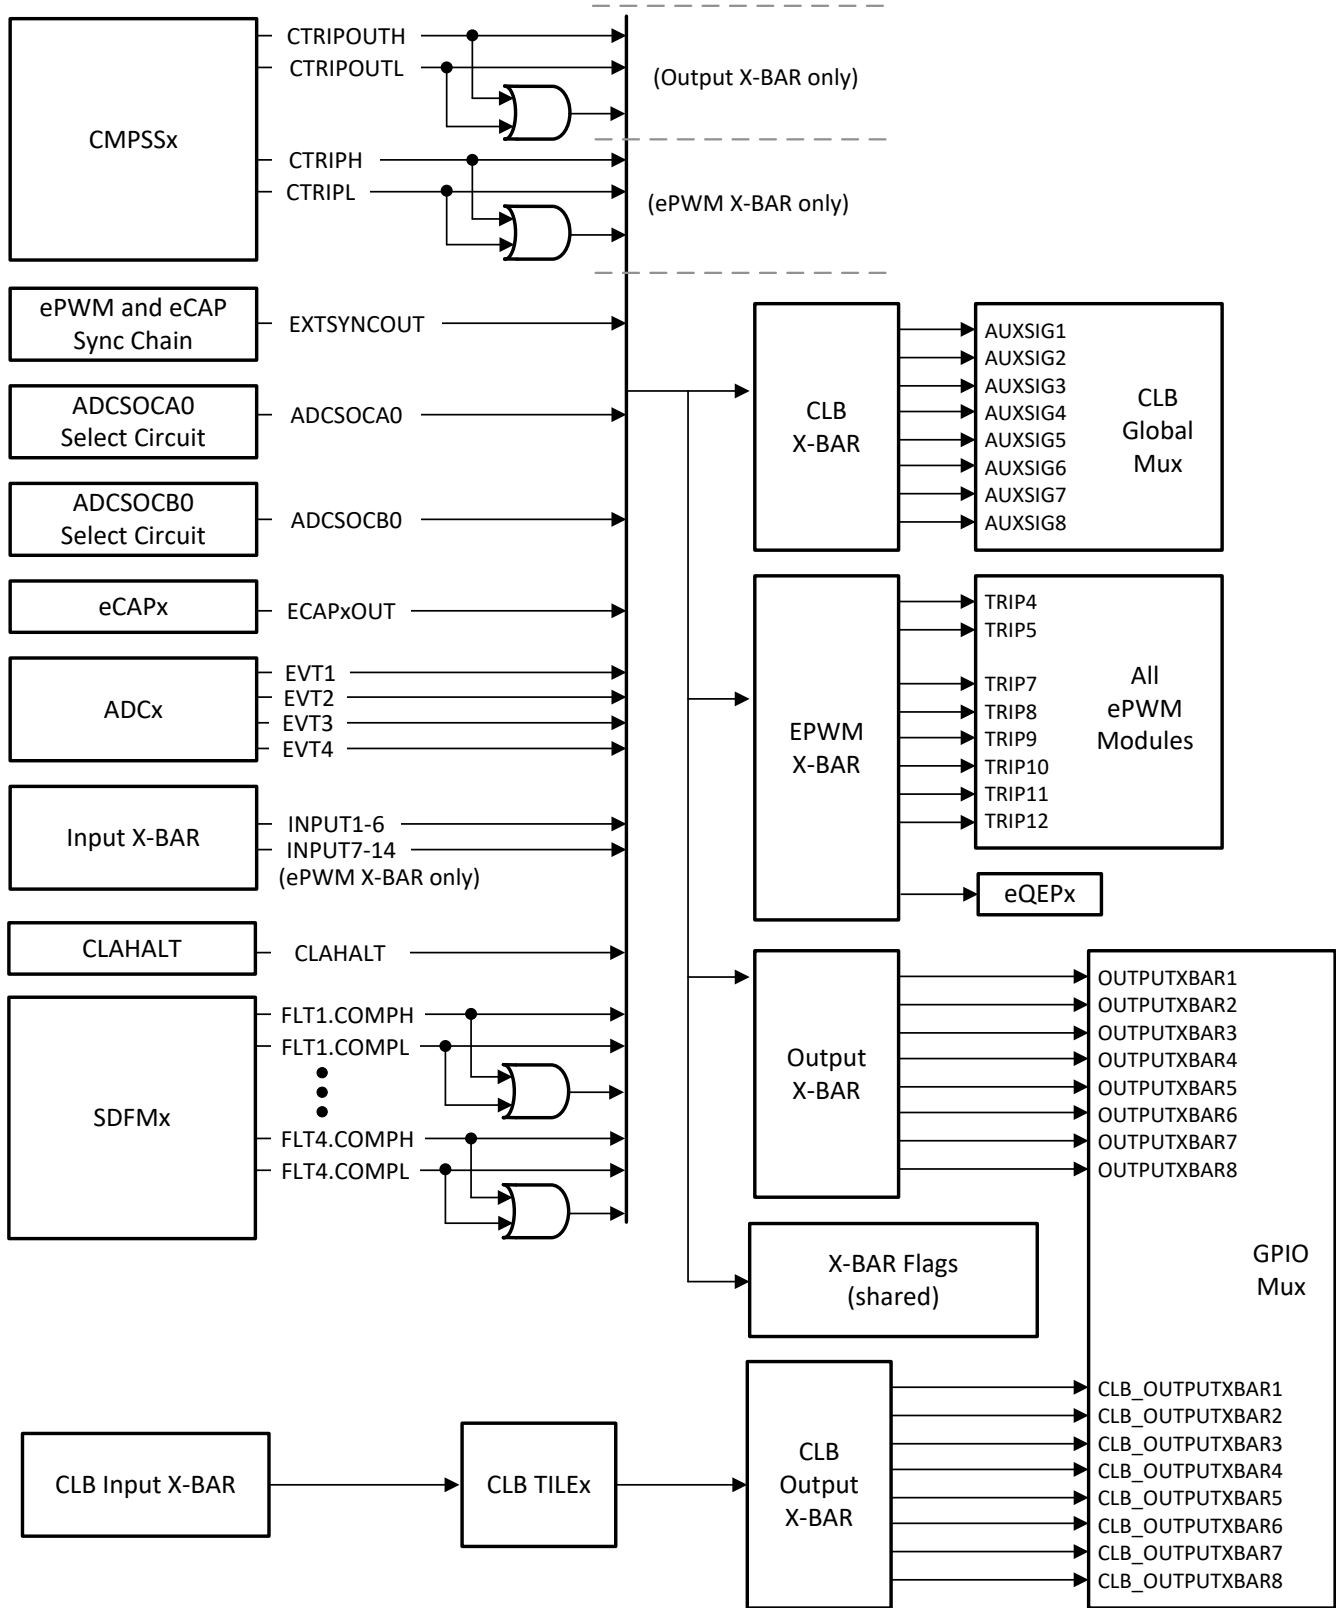 CMPSSx
CTRIPOUTH
CTRIPOUTL
(Output X-BAR only)
CTRIPH
CTRIPL
(ePWM X-BAR only)
ePWM and eCAP
Sync Chain
EXTSYNCOUT
ADCSOCA0
Select Circuit
ADCSOCA0
ADCSOCB0
Select Circuit
ADCSOCB0
eCAPx
ECAPxOUT
ADCx
EVT1
EVT2
EVT3
EVT4
Input X-BAR
INPUT1-6
INPUT7-14
(ePWM X-BAR only)
CLAHALT
CLAHALT
SDFMx
FLT1.COMPH
FLT1.COMPL
FLT4.COMPH
FLT4.COMPL
CLB
X-BAR
AUXSIG1
AUXSIG2
AUXSIG3
AUXSIG4
AUXSIG5
AUXSIG6
AUXSIG7
AUXSIG8
CLB
Global
Mux
EPWM
X-BAR
TRIP4
TRIP5
TRIP7
TRIP8
TRIP9
TRIP10
TRIP11
TRIP12
All
ePWM
Modules
eQEPx
Output
X-BAR
OUTPUTXBAR1
OUTPUTXBAR2
OUTPUTXBAR3
OUTPUTXBAR4
OUTPUTXBAR5
OUTPUTXBAR6
OUTPUTXBAR7
OUTPUTXBAR8
X-BAR Flags
(shared)
GPIO
Mux
CLB Input X-BAR
CLB TILEx
CLB
Output
X-BAR
CLB_OUTPUTXBAR1
CLB_OUTPUTXBAR2
CLB_OUTPUTXBAR3
CLB_OUTPUTXBAR4
CLB_OUTPUTXBAR5
CLB_OUTPUTXBAR6
CLB_OUTPUTXBAR7
CLB_OUTPUTXBAR8